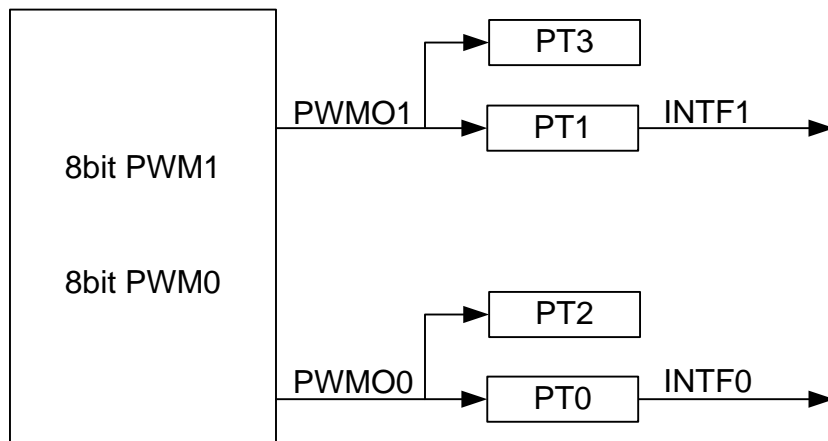 PT3
PWMO1
PT1
INTF1
8bit PWM1
8bit PWM0
PT2
PWMO0
PT0
INTF0